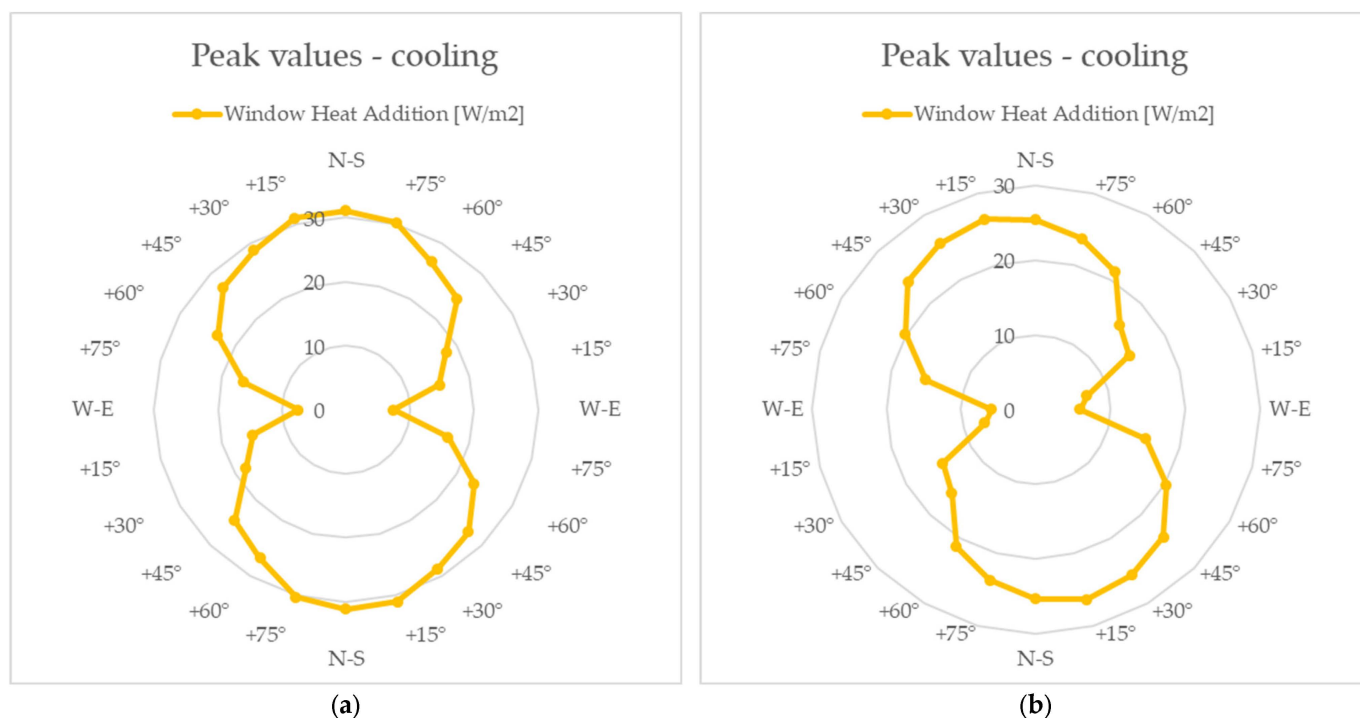 Peak values - cooling
Window Heat Addition [W/m2]
N-S
+15° +75°
+30° +60°
+45° +45°
+60° +30°
+75° +15°
W-E W-E
+15° +75°
+30° +60°
+45° +45°
+60° +30°
+75° +15°
N-S
30
20
10
0
(a)
Peak values - cooling
Window Heat Addition [W/m2]
N-S
+15° +75°
+30° +60°
+45° +45°
+60° +30°
+75° +15°
W-E W-E
+15° +75°
+30° +60°
+45° +45°
+60° +30°
+75° +15°
N-S
30
20
10
0
(b)